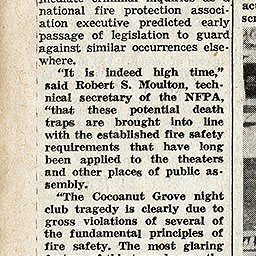 national fire protection associ-
ation executive predicted early
passage of legislation to guard
against similar occurrences else-
where.
"It is indeed high time,"
said Robert S. Moulton, tech-
nical secretary of the NFPA,
"that these potential death
traps are brought into line
with the established fire safety
requirements that have long
been applied to the theaters
and other places of public as-
sembly.
"The Cocoanut Grove night
club tragedy is clearly due to
gross violations of several of
the fundamental principles of
fire safety. The most glaring